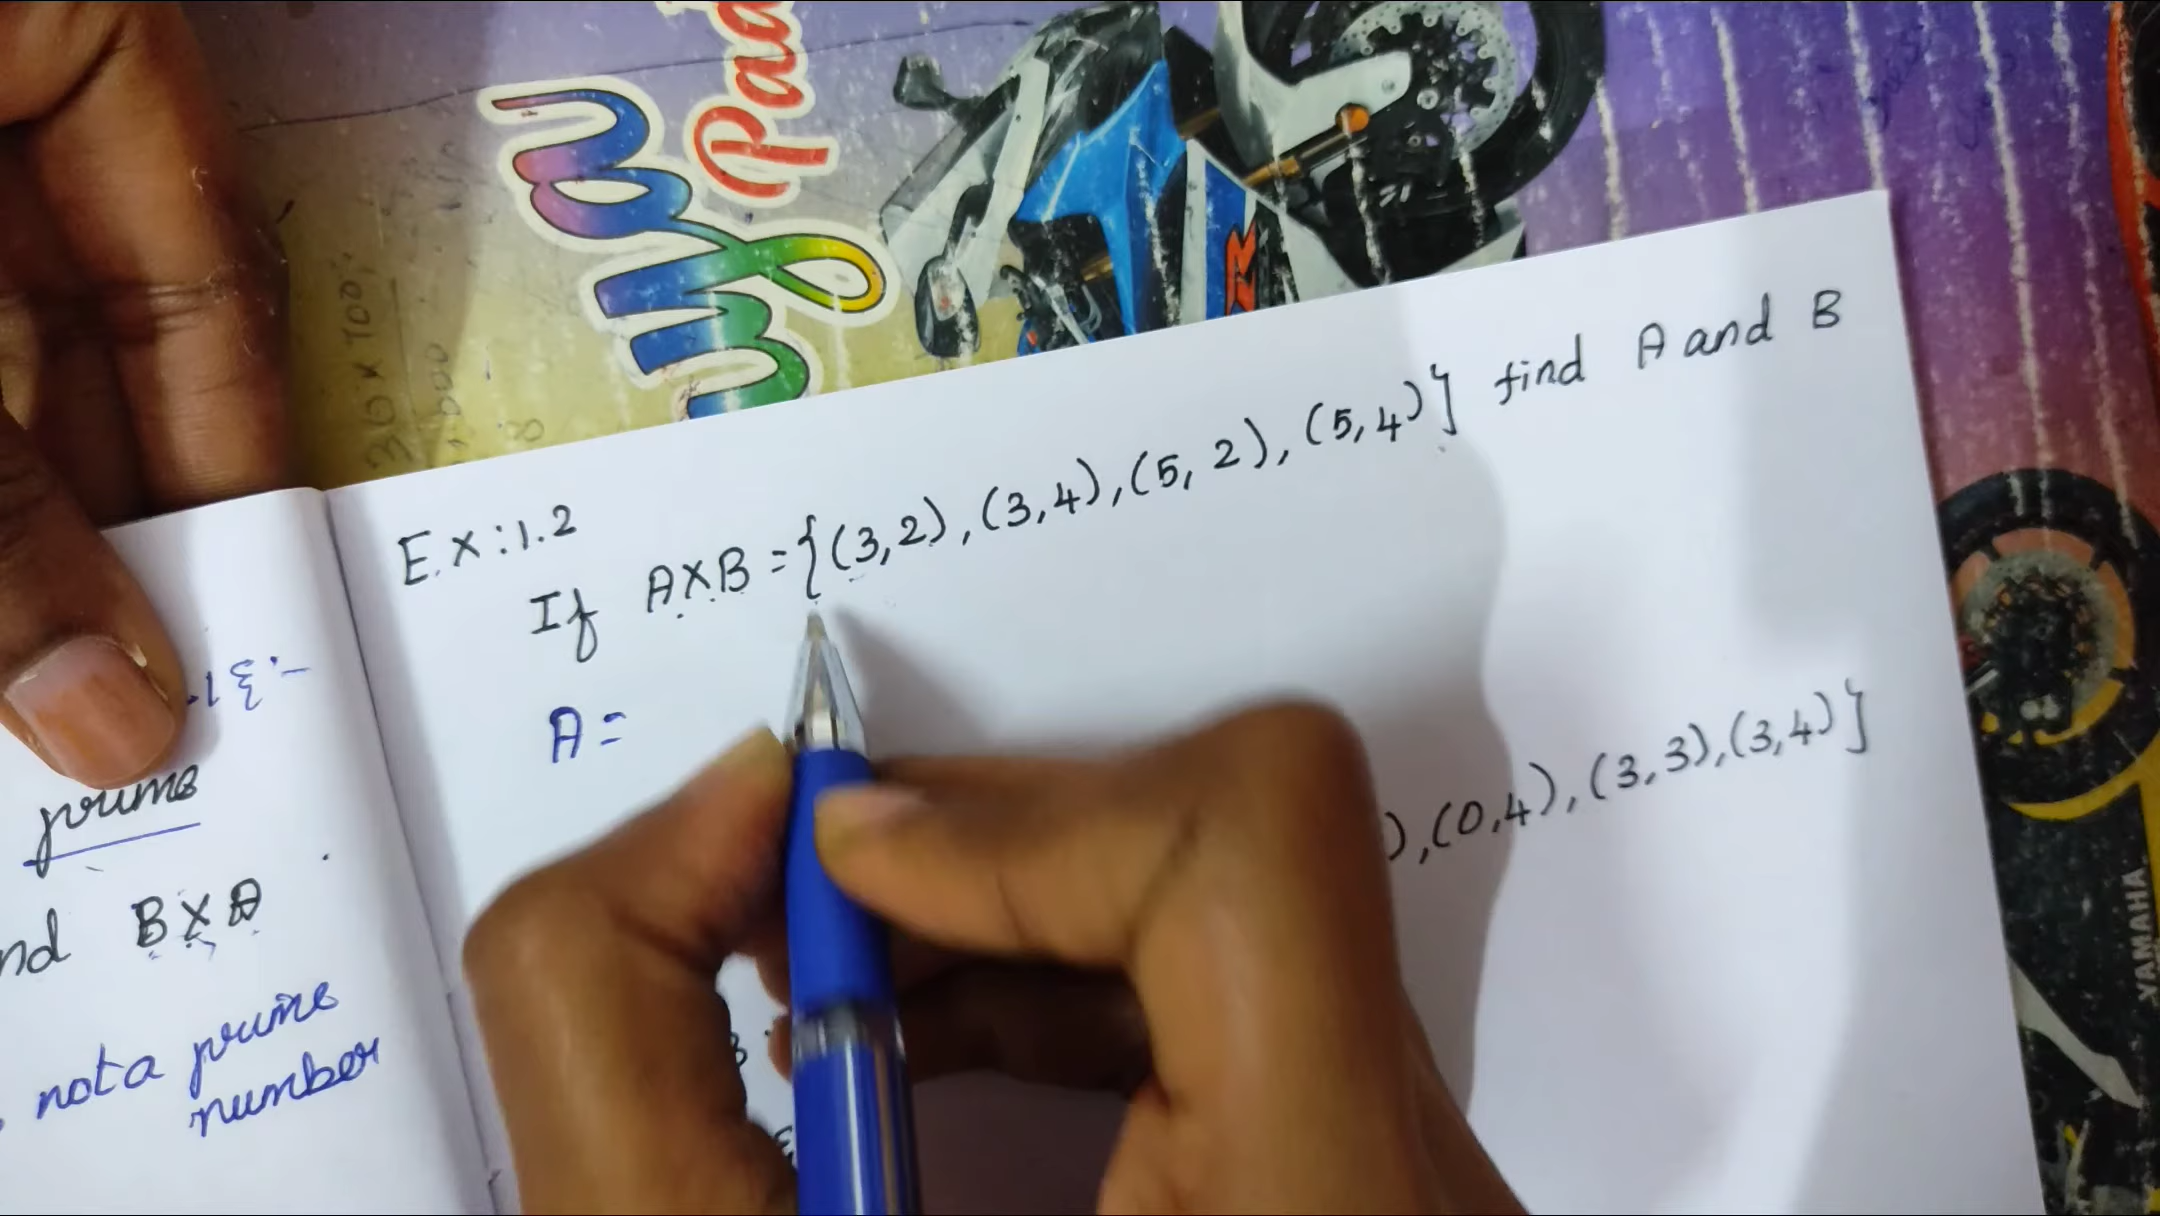 E.x:1.2
If A×B={(3,2),(3,4),(5,2),(5,4)} find A and B
A=
),(0,4),(3,3),(3,4)}
prime
nd B×A
not a prime
number
YAMAHA